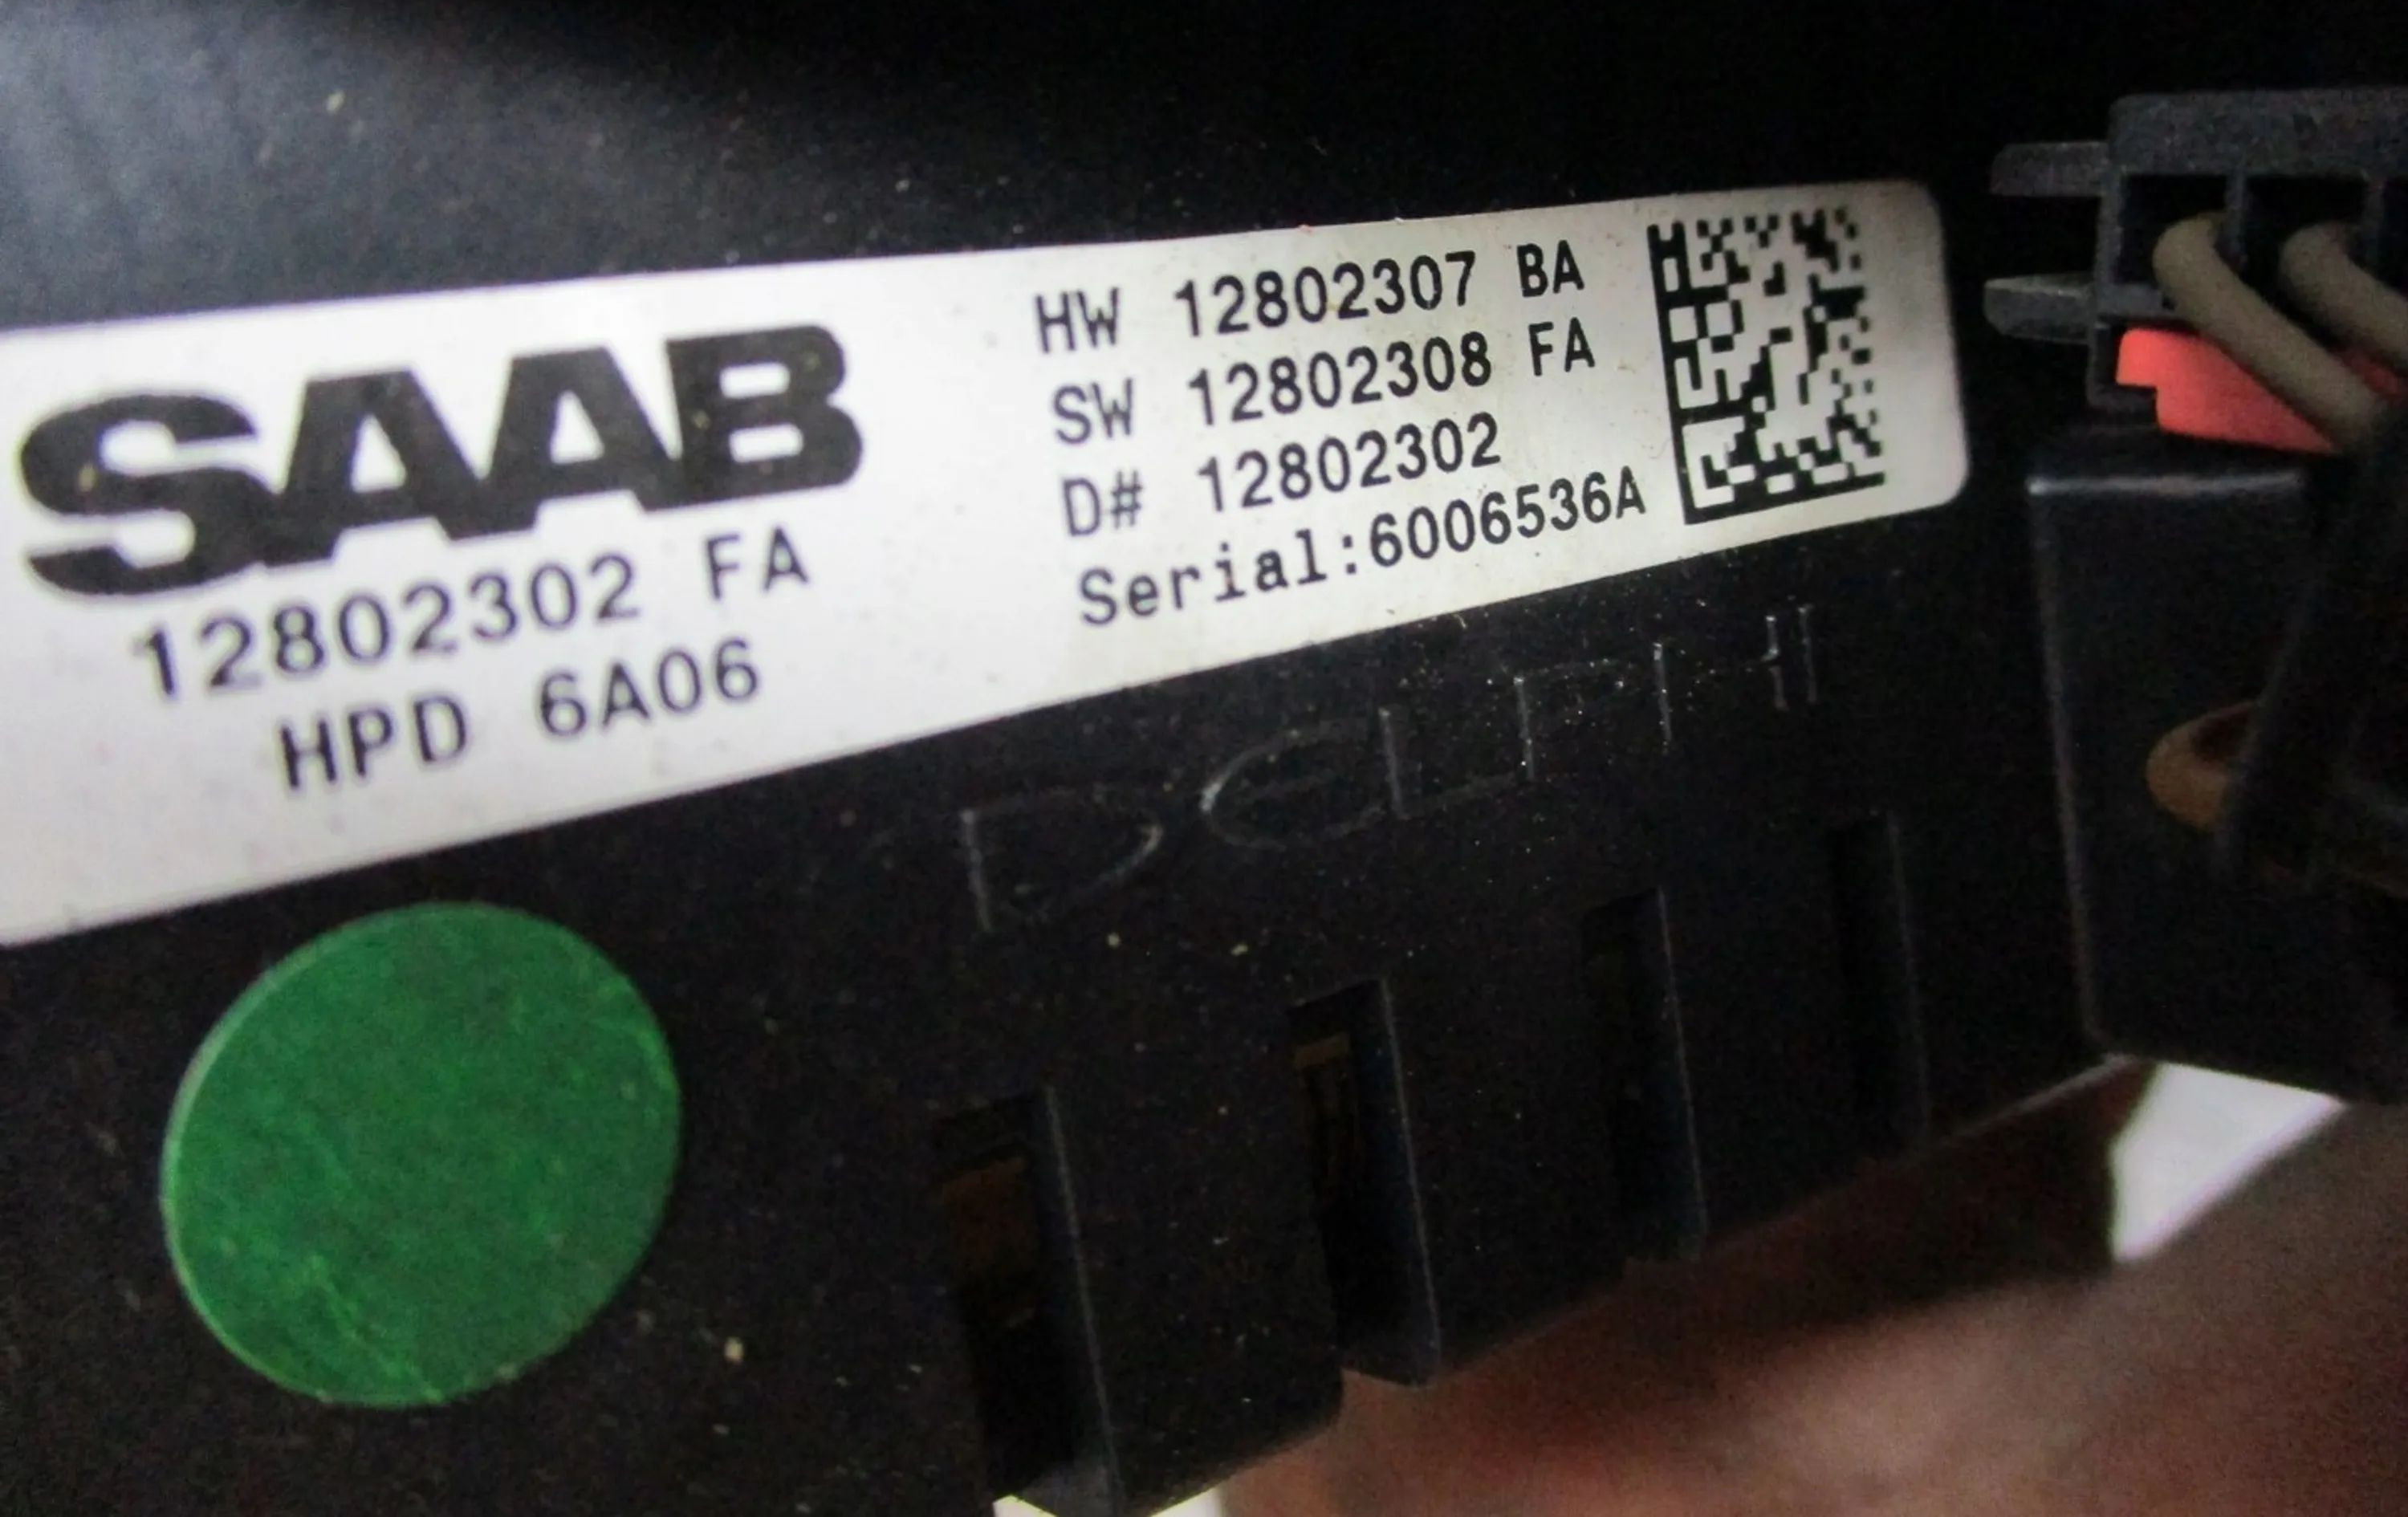 SAAB
12802302 FA
HPD 6A06
HW 12802307 BA
SW 12802308 FA
D# 12802302
Serial:6006536A
DELPHI